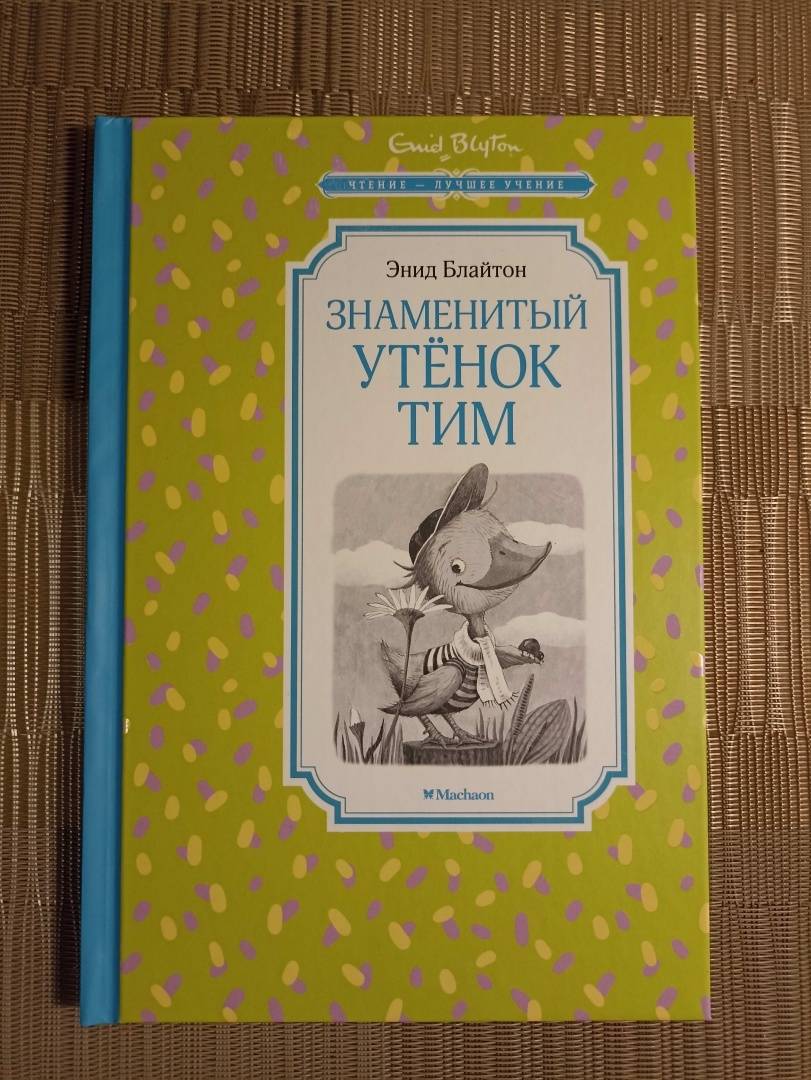 Enid Blyton
ЧТЕНИЕ — ЛУЧШЕЕ УЧЕНИЕ
Энид Блайтон
ЗНАМЕНИТЫЙ
УТЁНОК
ТИМ
Machaon